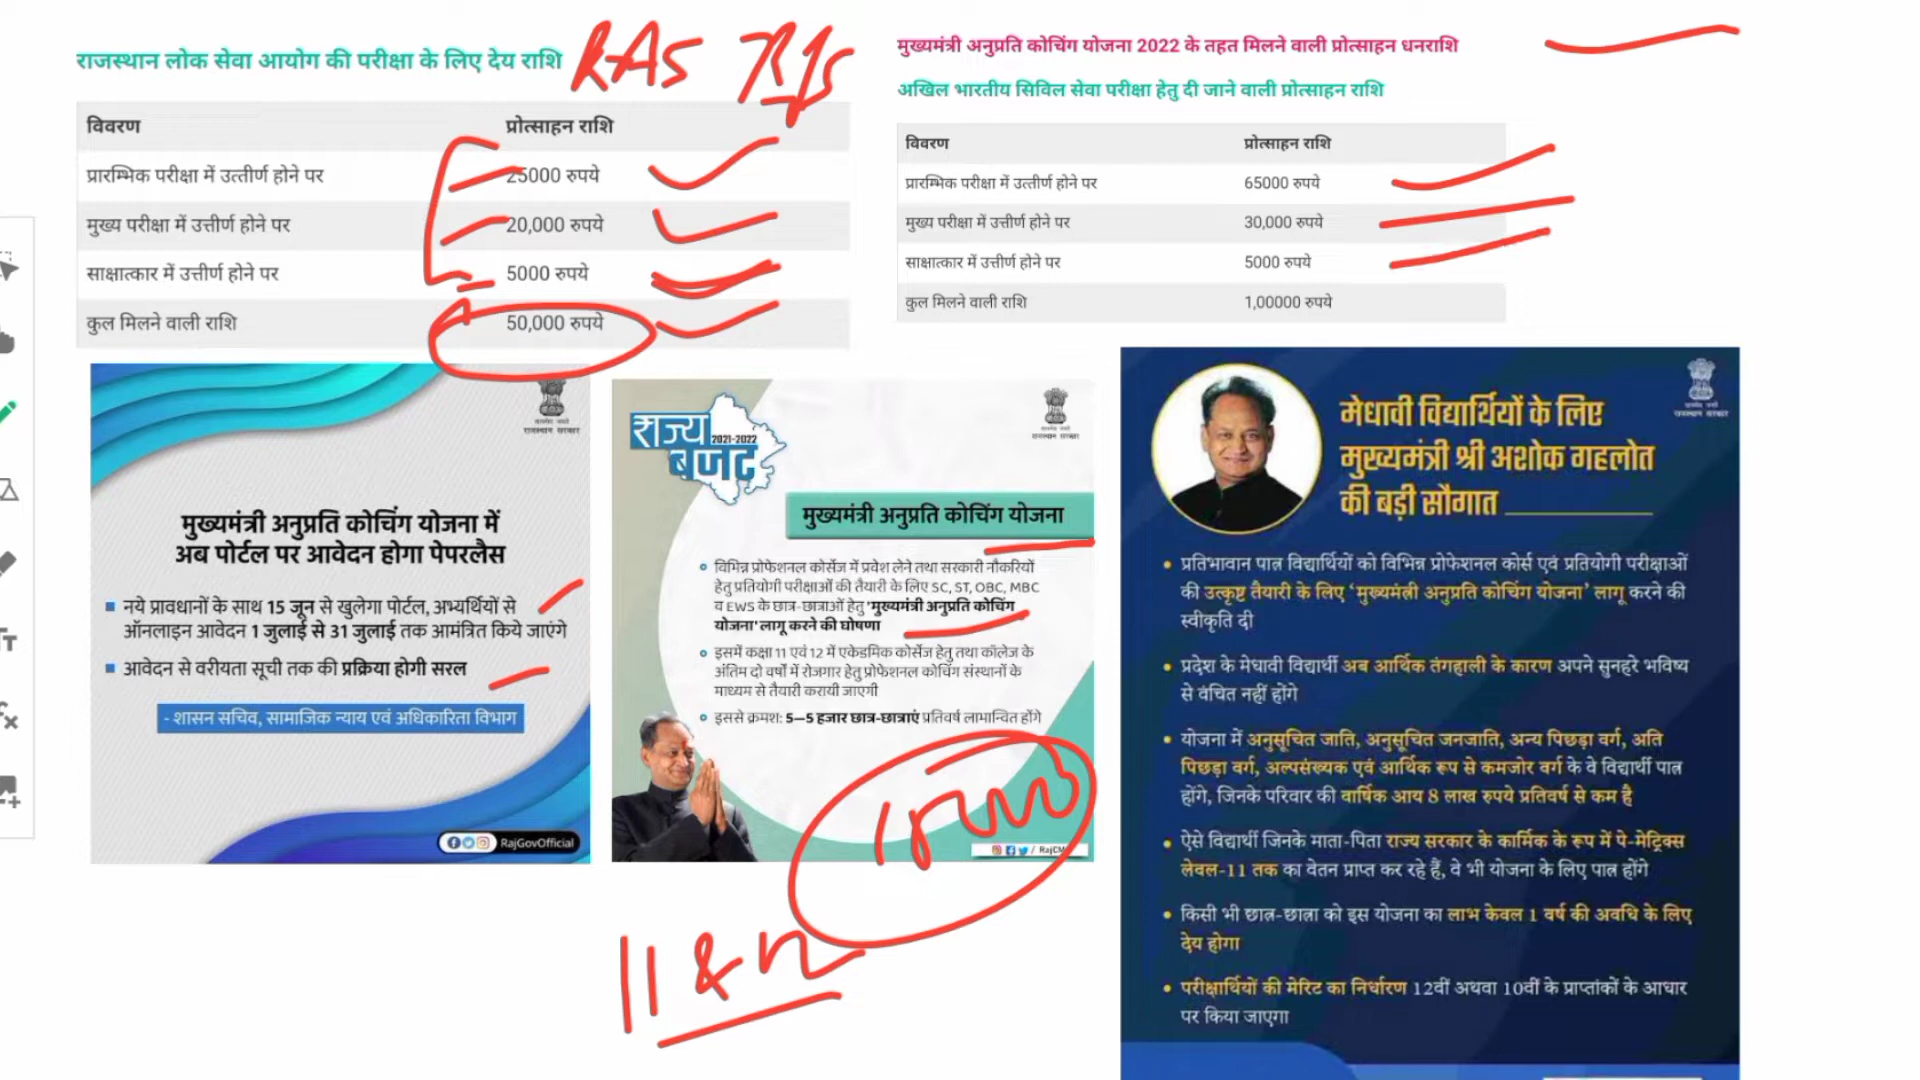 राजस्थान लोक सेवा आयोग की परीक्षा के लिए देय राशि
RAS
विवरण प्रोत्साहन राशि
प्रारम्भिक परीक्षा में उत्तीर्ण होने पर 25000 रुपये
मुख्य परीक्षा में उत्तीर्ण होने पर 20,000 रुपये
साक्षात्कार में उत्तीर्ण होने पर 5000 रुपये
कुल मिलने वाली राशि 50,000 रुपये
मुख्यमंत्री अनुप्रति कोचिंग योजना 2022 के तहत मिलने वाली प्रोत्साहन धनराशि
अखिल भारतीय सिविल सेवा परीक्षा हेतु दी जाने वाली प्रोत्साहन राशि
विवरण प्रोत्साहन राशि
प्रारम्भिक परीक्षा में उत्तीर्ण होने पर 65000 रुपये
मुख्य परीक्षा में उत्तीर्ण होने पर 30,000 रुपये
साक्षात्कार में उत्तीर्ण होने पर 5000 रुपये
कुल मिलने वाली राशि 1,00000 रुपये
राजस्थान सरकार
मुख्यमंत्री अनुप्रति कोचिंग योजना में
अब पोर्टल पर आवेदन होगा पेपरलैस
नये प्रावधानों के साथ 15 जून से खुलेगा पोर्टल, अभ्यर्थियों से
ऑनलाइन आवेदन 1 जुलाई से 31 जुलाई तक आमंत्रित किये जाएंगे
आवेदन से वरीयता सूची तक की प्रक्रिया होगी सरल
- शासन सचिव, सामाजिक न्याय एवं अधिकारिता विभाग
RajGovOfficial
राज्य
2021-2022
बजट
राजस्थान सरकार
मुख्यमंत्री अनुप्रति कोचिंग योजना
विभिन्न प्रोफेशनल कोर्सेज में प्रवेश लेने तथा सरकारी नौकरियों
हेतु प्रतियोगी परीक्षाओं की तैयारी के लिए SC, ST, OBC, MBC
व EWS के छात्र-छात्राओं हेतु 'मुख्यमंत्री अनुप्रति कोचिंग
योजना' लागू करने की घोषणा
इसमें कक्षा 11 एवं 12 में एकेडमिक कोर्सेज हेतु तथा कॉलेज के
अंतिम दो वर्षों में रोजगार हेतु प्रोफेशनल कोचिंग संस्थानों के
माध्यम से तैयारी करायी जाएगी
इससे क्रमश: 5—5 हजार छात्र-छात्राएं प्रतिवर्ष लाभान्वित होंगे
11 & 12
राजस्थान सरकार
मेधावी विद्यार्थियों के लिए
मुख्यमंत्री श्री अशोक गहलोत
की बड़ी सौगात
प्रतिभावान पात्र विद्यार्थियों को विभिन्न प्रोफेशनल कोर्स एवं प्रतियोगी परीक्षाओं
की उत्कृष्ट तैयारी के लिए 'मुख्यमंत्री अनुप्रति कोचिंग योजना' लागू करने की
स्वीकृति दी
प्रदेश के मेधावी विद्यार्थी अब आर्थिक तंगहाली के कारण अपने सुनहरे भविष्य
से वंचित नहीं होंगे
योजना में अनुसूचित जाति, अनुसूचित जनजाति, अन्य पिछड़ा वर्ग, अति
पिछड़ा वर्ग, अल्पसंख्यक एवं आर्थिक रूप से कमजोर वर्ग के वे विद्यार्थी पात्र
होंगे, जिनके परिवार की वार्षिक आय 8 लाख रुपये प्रतिवर्ष से कम है
ऐसे विद्यार्थी जिनके माता-पिता राज्य सरकार के कार्मिक के रूप में पे-मेट्रिक्स
लेवल-11 तक का वेतन प्राप्त कर रहे हैं, वे भी योजना के लिए पात्र होंगे
किसी भी छात्र-छात्रा को इस योजना का लाभ केवल 1 वर्ष की अवधि के लिए
देय होगा
परीक्षार्थियों की मेरिट का निर्धारण 12वीं अथवा 10वीं के प्राप्तांकों के आधार
पर किया जाएगा